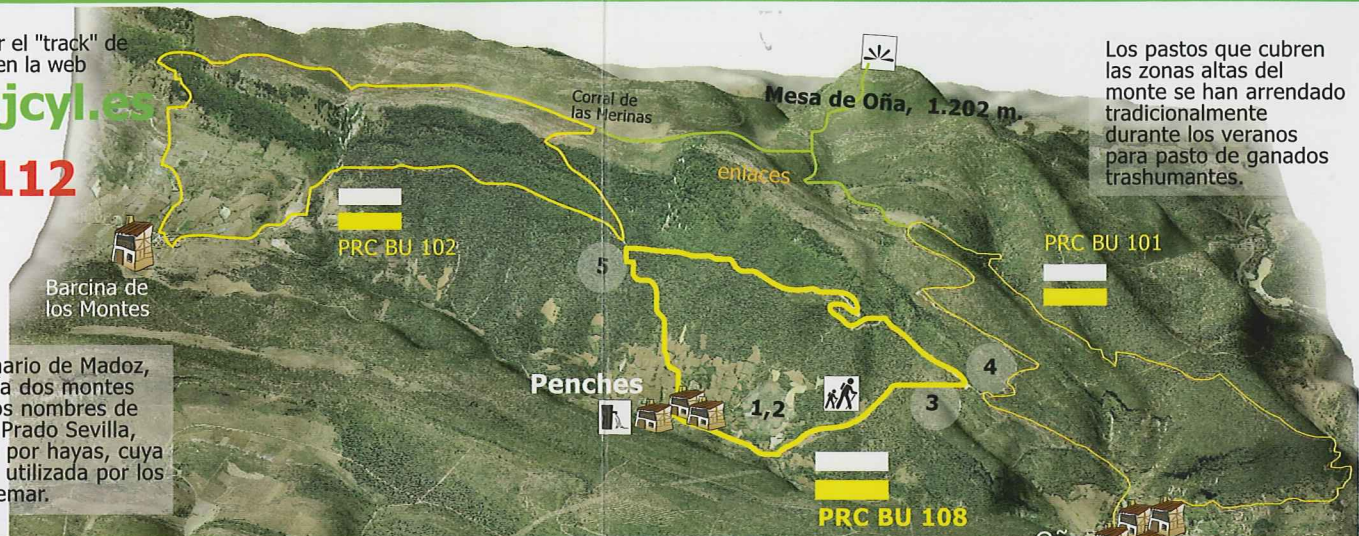 r el "track" de
en la web
jcyl.es
112
Corral de
las Merinas
Mesa de Oña, 1.202 m.
Los pastos que cubren
las zonas altas del
monte se han arrendado
tradicionalmente
durante los veranos
para pasto de ganados
trashumantes.
enlaces
PRC BU 102
PRC BU 101
5
Barcina de
los Montes
nario de Madoz,
a dos montes
os nombres de
Prado Sevilla,
por hayas, cuya
utilizada por los
emar.
Penches
1,2
4
3
PRC BU 108